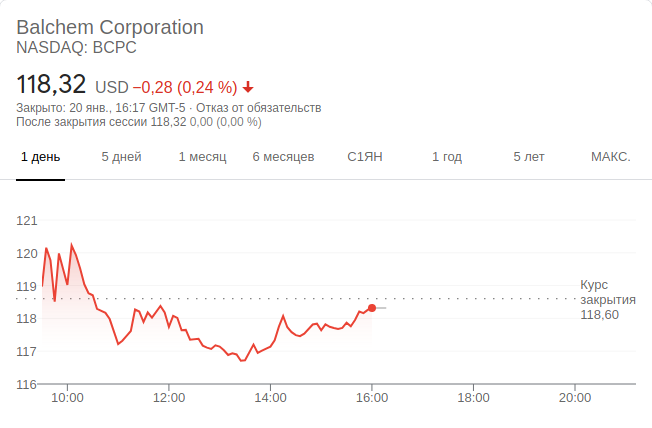 Balchem Corporation
NASDAQ: BCPC
118,32 USD −0,28 (0,24 %)
Закрыто: 20 янв., 16:17 GMT-5 · Отказ от обязательств
После закрытия сессии 118,32 0,00 (0,00 %)
1 день 5 дней 1 месяц 6 месяцев С1ЯН 1 год 5 лет МАКС.
121
120
119
118
117
116
Курс
закрытия
118,60
10:00 12:00 14:00 16:00 18:00 20:00